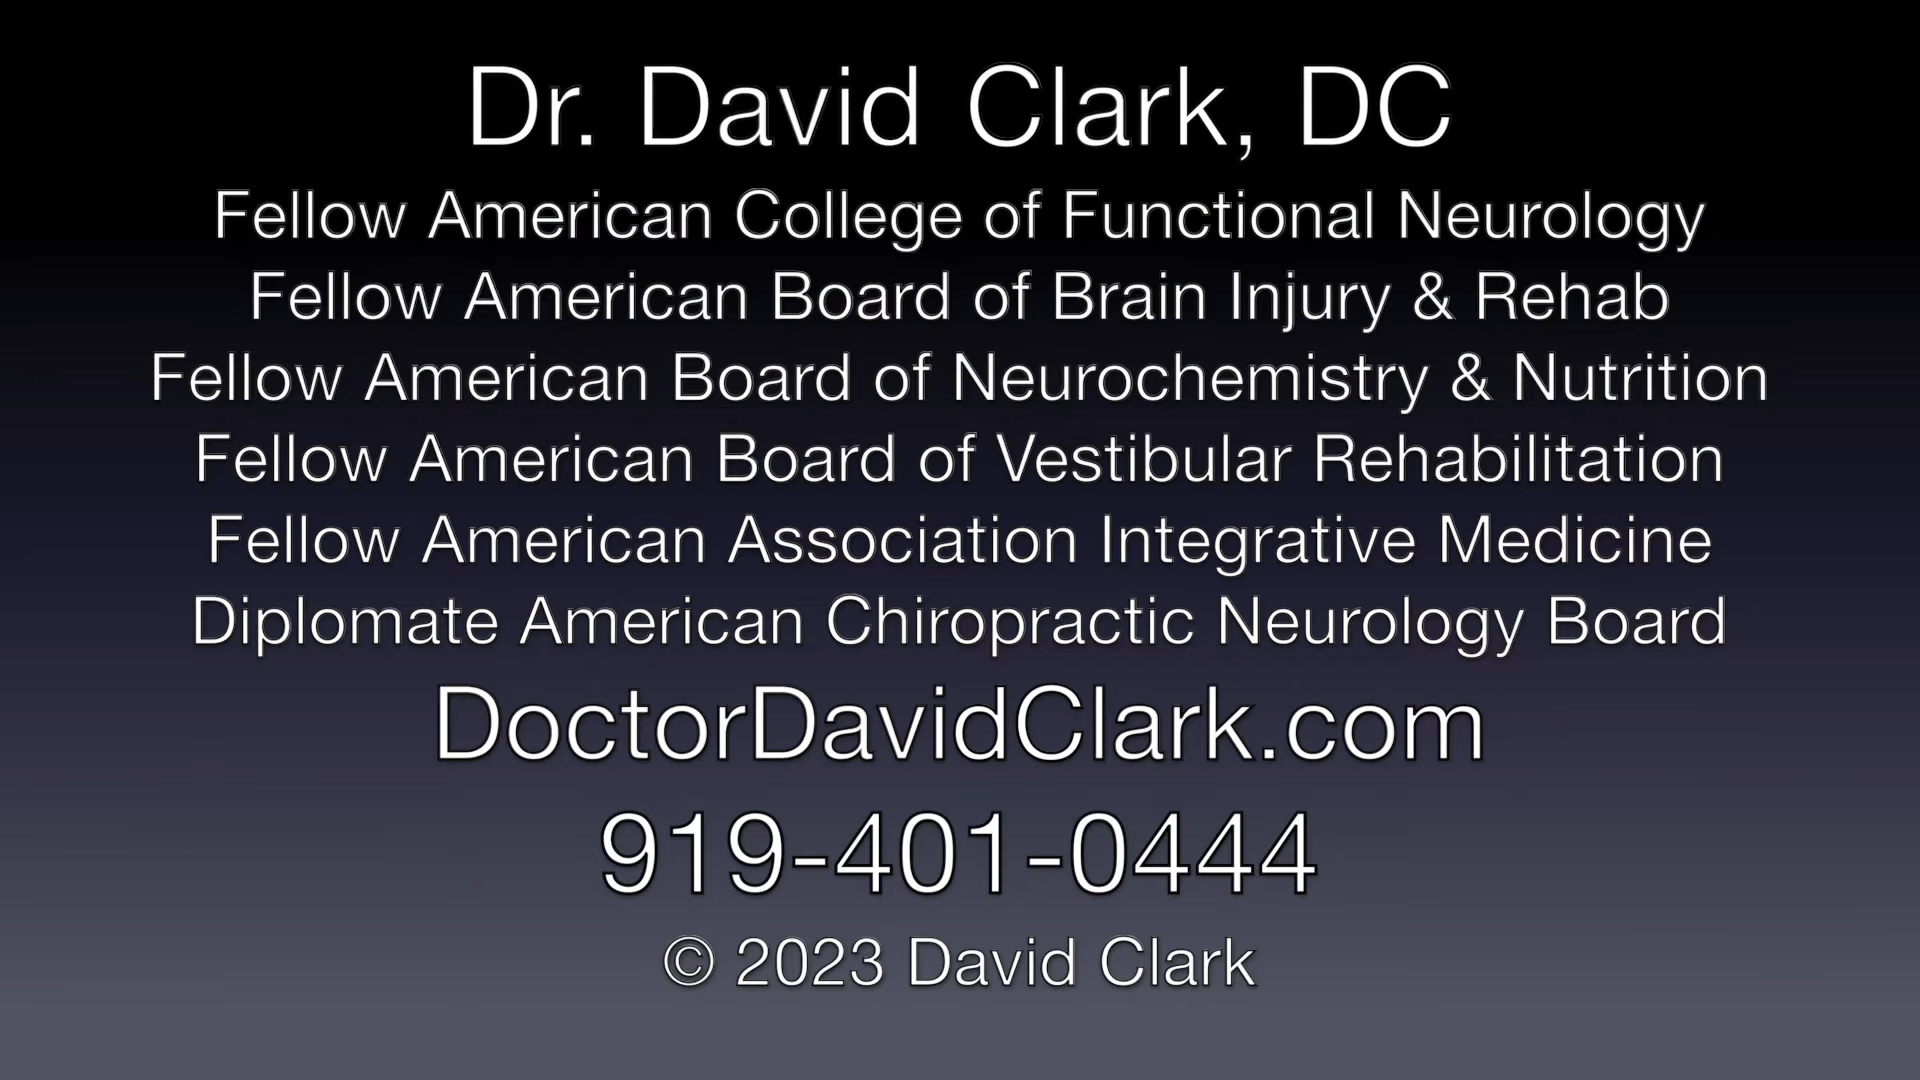 Dr. David Clark, DC
Fellow American College of Functional Neurology
Fellow American Board of Brain Injury & Rehab
Fellow American Board of Neurochemistry & Nutrition
Fellow American Board of Vestibular Rehabilitation
Fellow American Association Integrative Medicine
Diplomate American Chiropractic Neurology Board
DoctorDavidClark.com
919-401-0444
© 2023 David Clark